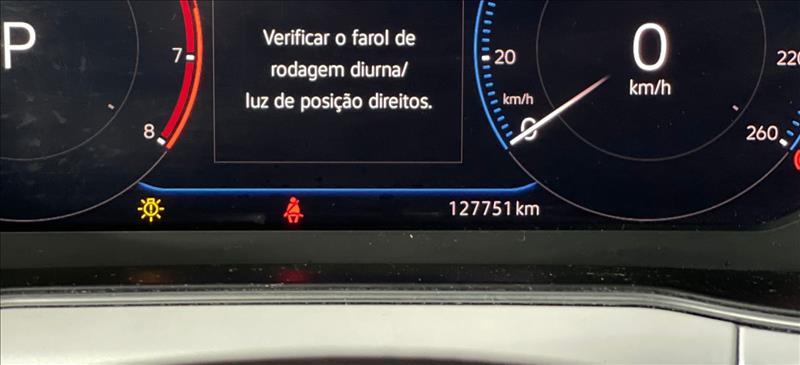 P
7
8
Verificar o farol de
rodagem diurna/
luz de posição direitos.
20
km/h
0
0
km/h
220
260
127751 km